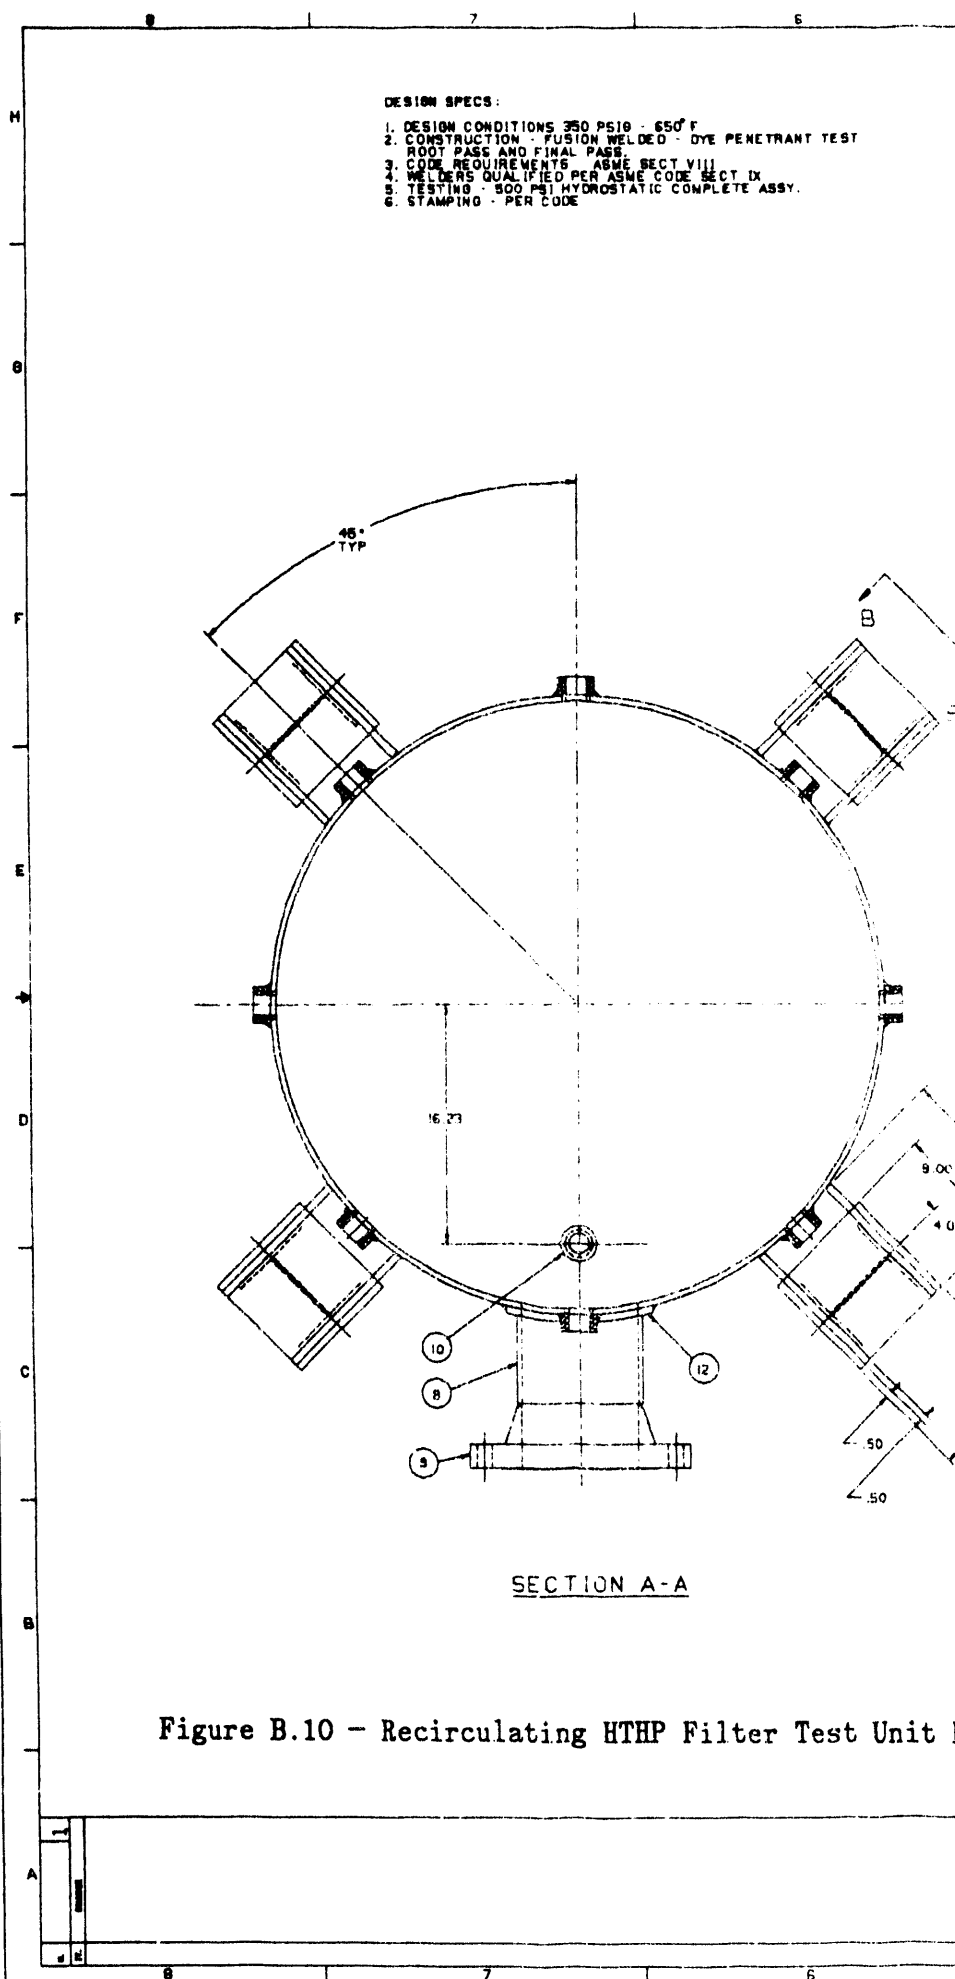 8 7 6
H
DESIGN SPECS:
1. DESIGN CONDITIONS 350 PSIG - 650° F
2. CONSTRUCTION - FUSION WELDED - DYE PENETRANT TEST
ROOT PASS AND FINAL PASS.
3. CODE REQUIREMENTS ASME SECT VIII
4. WELDERS QUALIFIED PER ASME CODE SECT IX
5. TESTING - 500 PSI HYDROSTATIC COMPLETE ASSY.
6. STAMPING - PER CODE
G
45°
TYP
F
B
E
D
16.23
9.00
4.0
10
12
C
8
9
.50
.50
SECTION A-A
B
Figure B.10 - Recirculating HTHP Filter Test Unit
1
A
8 7 6